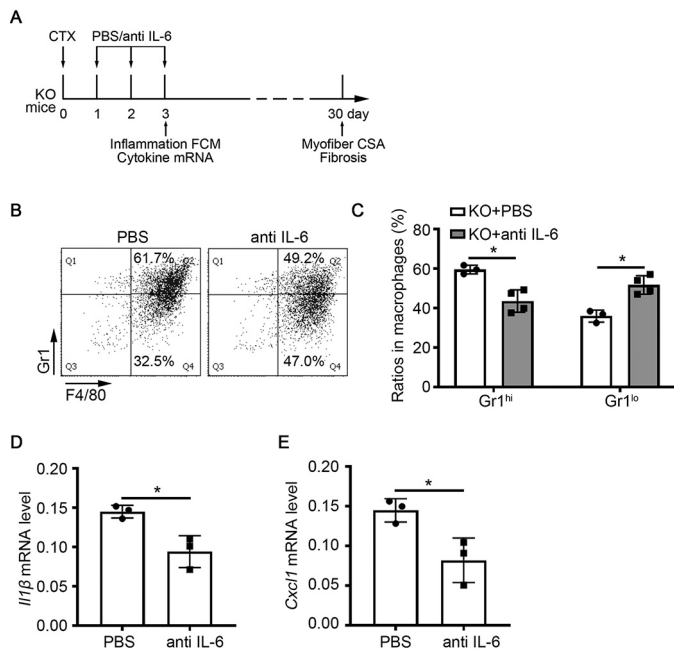 A
CTX
PBS/anti IL-6
KO
mice
0
1
2
3
30 day
Inflammation FCM
Cytokine mRNA
Myofiber CSA
Fibrosis
B
PBS
anti IL-6
Q1
61.7%
Q2
Q3
32.5%
Q4
Q1
49.2%
Q2
Q3
47.0%
Q4
Gr1
F4/80
C
KO+PBS
KO+anti IL-6
Ratios in macrophages (%)
80
60
40
20
0
*
*
Gr1hi
Gr1lo
D
Il1β mRNA level
0.20
0.15
0.10
0.05
0.00
*
PBS
anti IL-6
E
Cxcl1 mRNA level
0.20
0.15
0.10
0.05
0.00
*
PBS
anti IL-6